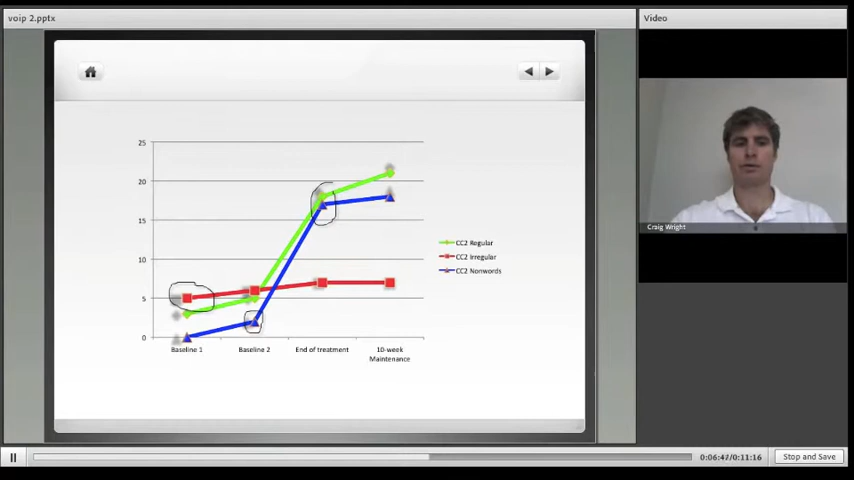 voip 2.pptx
Video
25
20
15
10
5
0
Baseline 1
Baseline 2
End of treatment
10-week
Maintenance
CC2 Regular
CC2 Irregular
CC2 Nonwords
Craig Wright
0:06:47/0:11:16
Stop and Save